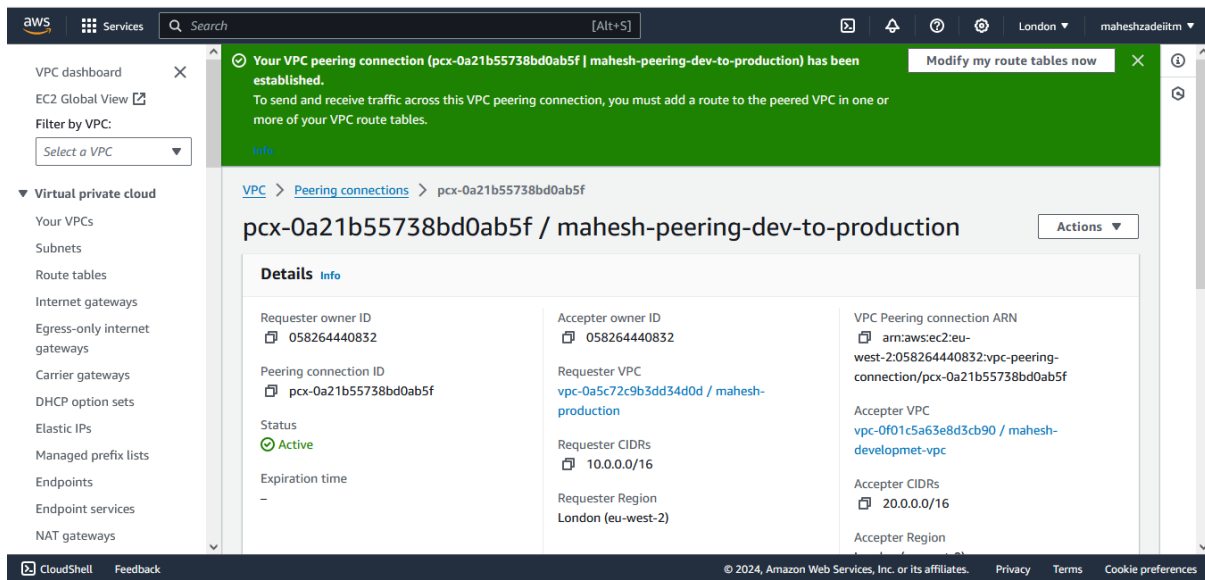 aws
Services
Search
[Alt+S]
London
maheshzadeiitm
VPC dashboard
EC2 Global View
Filter by VPC:
Select a VPC
Virtual private cloud
Your VPCs
Subnets
Route tables
Internet gateways
Egress-only internet
gateways
Carrier gateways
DHCP option sets
Elastic IPs
Managed prefix lists
Endpoints
Endpoint services
NAT gateways
Your VPC peering connection (pcx-0a21b55738bd0ab5f | mahesh-peering-dev-to-production) has been
established.
To send and receive traffic across this VPC peering connection, you must add a route to the peered VPC in one or
more of your VPC route tables.
Info
Modify my route tables now
VPC > Peering connections > pcx-0a21b55738bd0ab5f
pcx-0a21b55738bd0ab5f / mahesh-peering-dev-to-production
Actions
Details Info
Requester owner ID
058264440832
Peering connection ID
pcx-0a21b55738bd0ab5f
Status
Active
Expiration time
–
Accepter owner ID
058264440832
Requester VPC
vpc-0a5c72c9b3dd34d0d / mahesh-
production
Requester CIDRs
10.0.0.0/16
Requester Region
London (eu-west-2)
VPC Peering connection ARN
arn:aws:ec2:eu-
west-2:058264440832:vpc-peering-
connection/pcx-0a21b55738bd0ab5f
Accepter VPC
vpc-0f01c5a63e8d3cb90 / mahesh-
developmet-vpc
Accepter CIDRs
20.0.0.0/16
Accepter Region
CloudShell
Feedback
© 2024, Amazon Web Services, Inc. or its affiliates.
Privacy
Terms
Cookie preferences